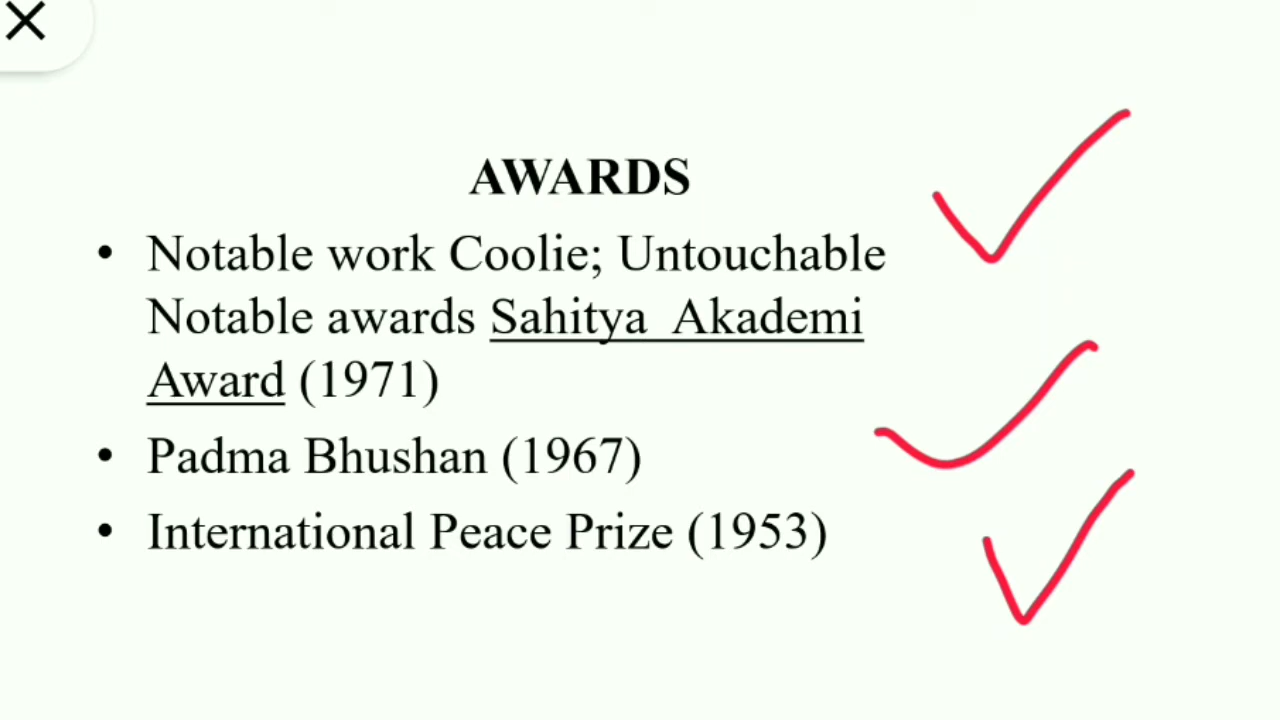 AWARDS
• Notable work Coolie; Untouchable
Notable awards Sahitya Akademi
Award (1971)
• Padma Bhushan (1967)
• International Peace Prize (1953)